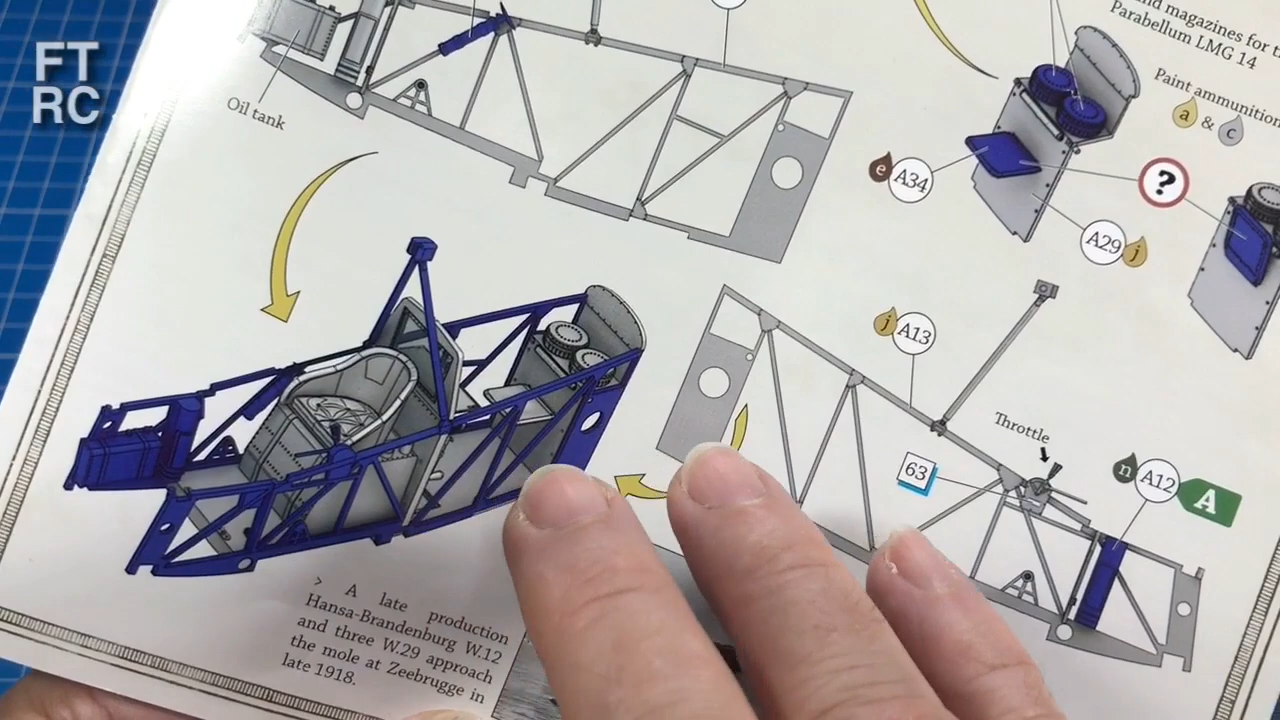 FT
RC
and magazines for
Parabellum LMG 14
Paint ammunition
a & c
Oil tank
e A34
?
A29 j
j A13
Throttle
63
n A12 A
> A late production
Hansa-Brandenburg W.12
and three W.29 approach
the mole at Zeebrugge in
late 1918.